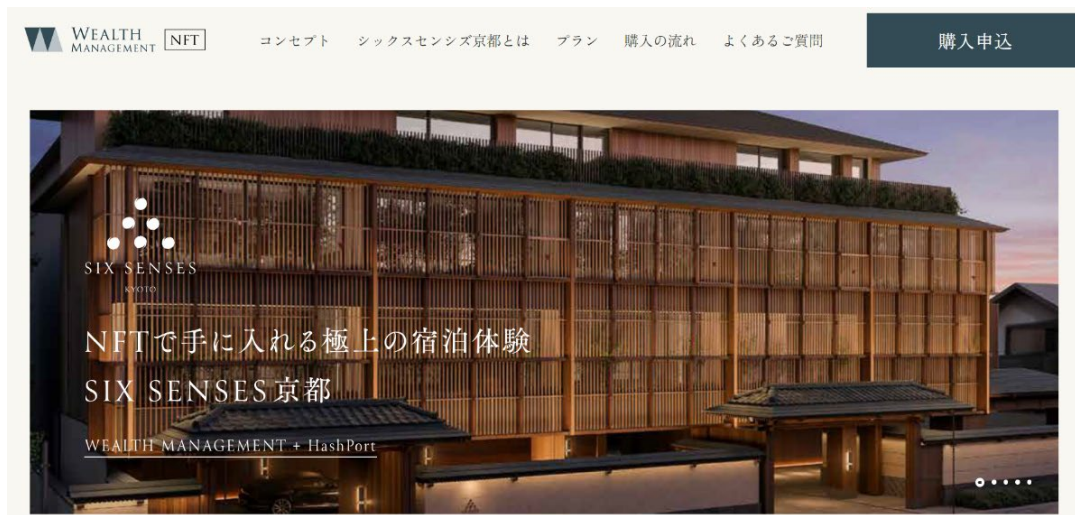 WEALTH
MANAGEMENT
NFT
コンセプト
シックスセンシズ京都とは
プラン
購入の流れ
よくあるご質問
購入申込
SIX SENSES
KYOTO
NFTで手に入れる極上の宿泊体験
SIX SENSES京都
WEALTH MANAGEMENT + HashPort